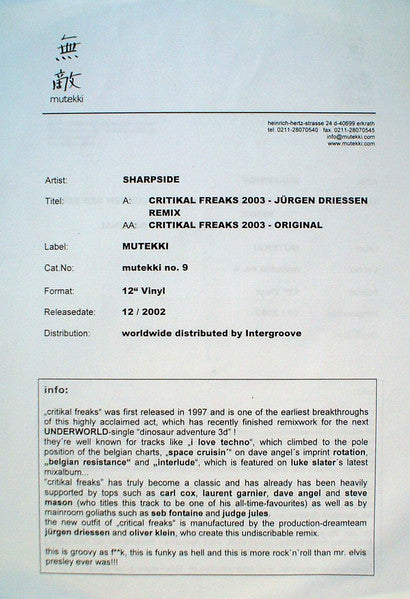 無
敵
mutekki
heinrich-hertz-strasse 24 d-40699 erkrath
tel. 0211-28070540 fax 0211-28070545
info@mutekki.com
www.mutekki.com
Artist: SHARPSIDE
Titel: A: CRITIKAL FREAKS 2003 - JÜRGEN DRIESSEN
REMIX
AA: CRITIKAL FREAKS 2003 - ORIGINAL
Label: MUTEKKI
Cat.No: mutekki no. 9
Format: 12“ Vinyl
Releasedate: 12 / 2002
Distribution: worldwide distributed by Intergroove
info:
„critikal freaks“ was first released in 1997 and is one of the earliest breakthroughs
of this highly acclaimed act, which has recently finished remixwork for the next
UNDERWORLD-single “dinosaur adventure 3d” !
they´re well known for tracks like „i love techno“, which climbed to the pole
position of the belgian charts, „space cruisin´“ on dave angel´s imprint rotation,
„belgian resistance“ and „interlude“, which is featured on luke slater´s latest
mixalbum...
“critikal freaks” has truly become a classic and has already been heavily
supported by tops such as carl cox, laurent garnier, dave angel and steve
mason (who titles this track to be one of his all-time-favourites) as well as by
mainroom goliaths such as seb fontaine and judge jules.
the new outfit of „critikal freaks“ is manufactured by the production-dreamteam
jürgen driessen and oliver klein, who create this undiscribable remix.
this is groovy as f**k, this is funky as hell and this is more rock´n´roll than mr. elvis
presley ever was!!!